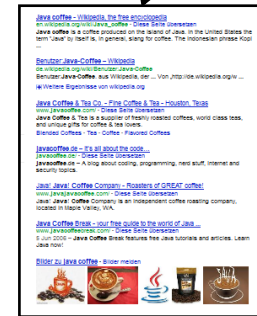 Java coffee - Wikipedia, the free encyclopedia
en.wikipedia.org/wiki/Java_coffee - Diese Seite übersetzen
Java coffee is a coffee produced on the island of Java. In the United States the
term "Java" by itself is, in general, slang for coffee. The Indonesian phrase Kopi
...
Benutzer:Java-Coffee – Wikipedia
de.wikipedia.org/wiki/Benutzer:Java-Coffee
Benutzer:Java-Coffee. aus Wikipedia, der ... Von „http://de.wikipedia.org/w ...
Weitere Ergebnisse von wikipedia.org
Java Coffee & Tea Co. - Fine Coffee & Tea - Houston, Texas
www.javacoffee.com/ - Diese Seite übersetzen
Java Coffee & Tea is a supplier of freshly roasted coffees, world class teas,
and unique gifts for coffee & tea lovers.
Blended Coffees - Tea - Coffee - Flavored Coffees
javacoffee.de – It's all about the code...
javacoffee.de/ - Diese Seite übersetzen
javacoffee.de – A blog about coding, programming, nerd stuff, internet and
security topics.
Java! Java! Coffee Company - Roasters of GREAT coffee!
www.javajavacoffee.com/ - Diese Seite übersetzen
Java! Java! Coffee Company is an independent coffee roasting company,
located in Maple Valley, WA.
Java Coffee Break - your free guide to the world of Java ...
www.javacoffeebreak.com/ - Diese Seite übersetzen
5 Jun 2006 – Java Coffee Break features free Java tutorials and articles. Learn
Java now!
Bilder zu java coffee - Bilder melden